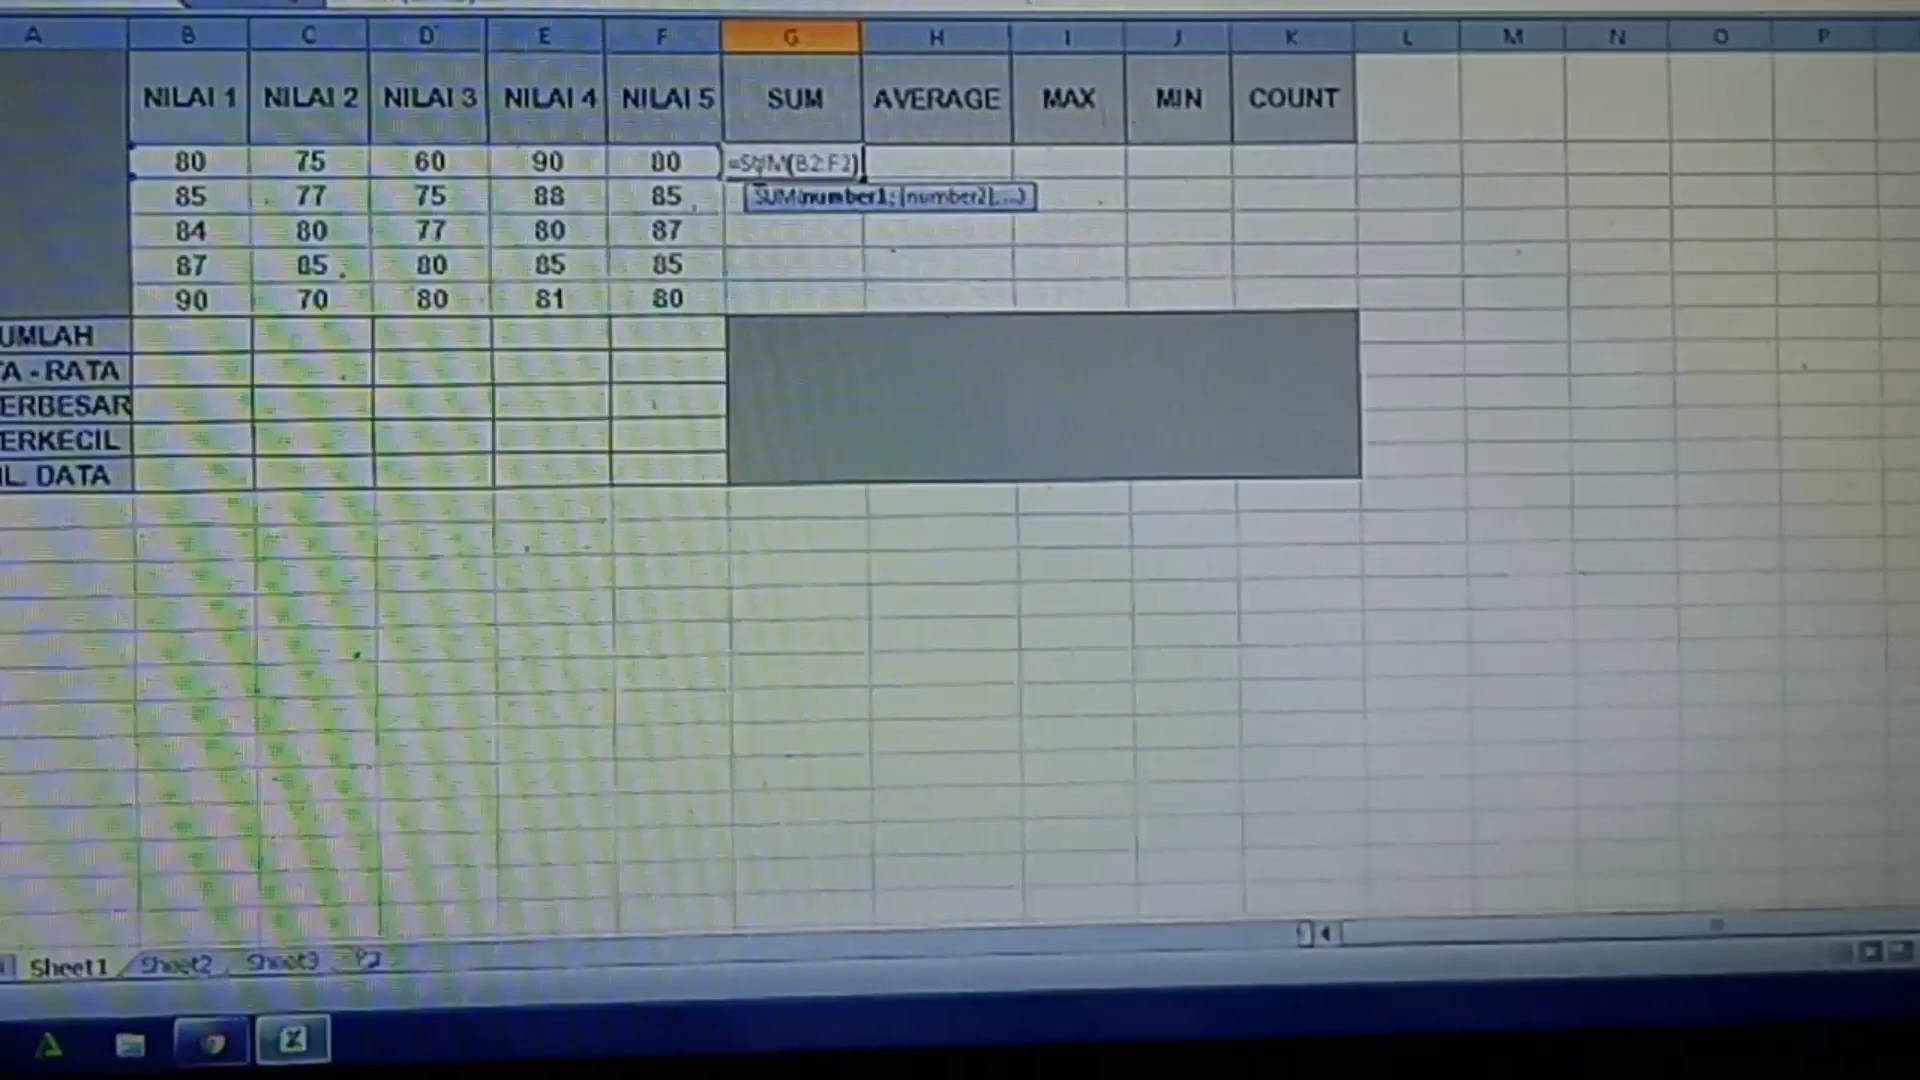 A B C D E F G H I J K L M N O P
NILAI 1 NILAI 2 NILAI 3 NILAI 4 NILAI 5 SUM AVERAGE MAX MIN COUNT
80 75 60 90 80 =SUM(B2:F2)
85 77 75 88 85 SUM(number1; [number2]; ...)
84 80 77 80 87
87 85 80 85 85
90 70 80 81 80
UMLAH
TA - RATA
ERBESAR
ERKECIL
L. DATA
Sheet1 Sheet2 Sheet3